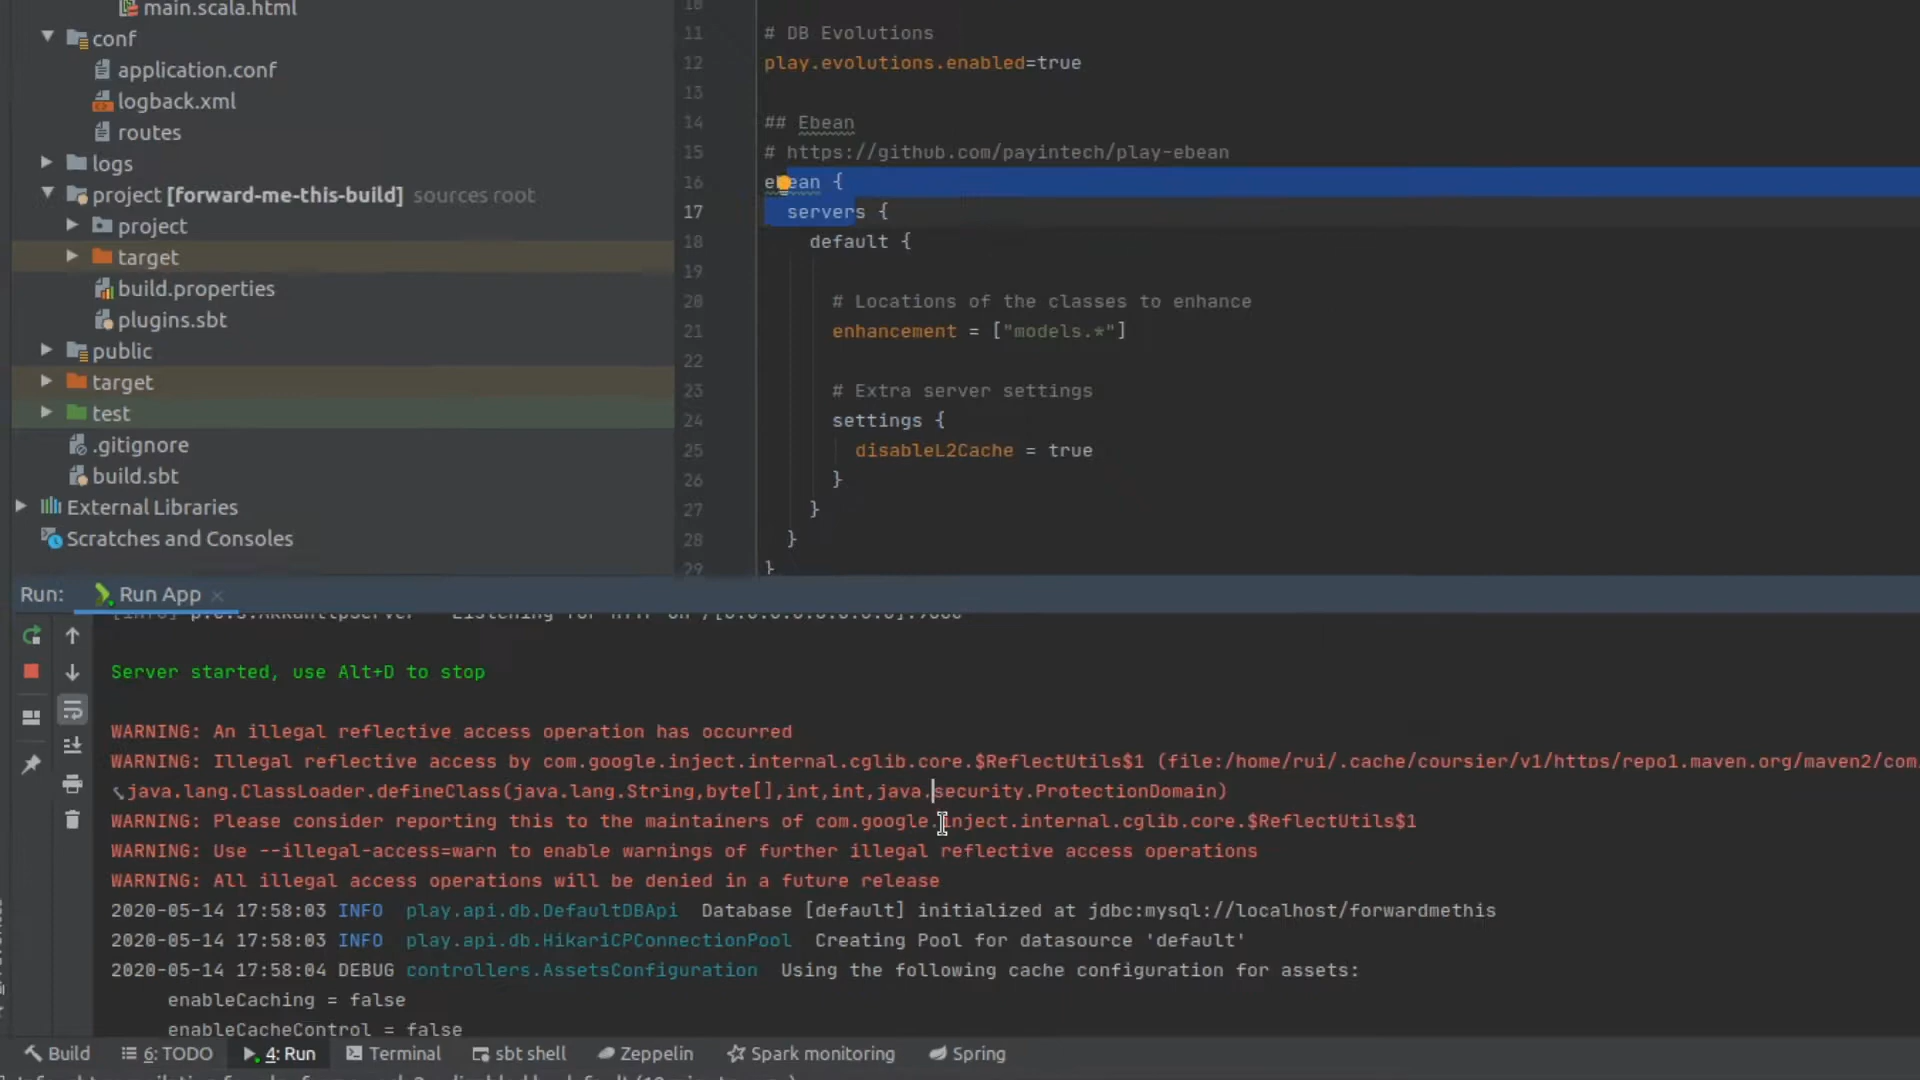 main.scala.html
conf
application.conf
logback.xml
routes
logs
project [forward-me-this-build] sources root
project
target
build.properties
plugins.sbt
public
target
test
.gitignore
build.sbt
External Libraries
Scratches and Consoles
10
11 # DB Evolutions
12 play.evolutions.enabled=true
13
14 ## Ebean
15 # https://github.com/payintech/play-ebean
16 ebean {
17 servers {
18 default {
19
20 # Locations of the classes to enhance
21 enhancement = ["models.*"]
22
23 # Extra server settings
24 settings {
25 disableL2Cache = true
26 }
27 }
28 }
29 }
Run: Run App
Server started, use Alt+D to stop
WARNING: An illegal reflective access operation has occurred
WARNING: Illegal reflective access by com.google.inject.internal.cglib.core.$ReflectUtils$1 (file:/home/rui/.cache/coursier/v1/https/repo1.maven.org/maven2/com
java.lang.ClassLoader.defineClass(java.lang.String,byte[],int,int,java.security.ProtectionDomain)
WARNING: Please consider reporting this to the maintainers of com.google.inject.internal.cglib.core.$ReflectUtils$1
WARNING: Use --illegal-access=warn to enable warnings of further illegal reflective access operations
WARNING: All illegal access operations will be denied in a future release
2020-05-14 17:58:03 INFO play.api.db.DefaultDBApi Database [default] initialized at jdbc:mysql://localhost/forwardmethis
2020-05-14 17:58:03 INFO play.api.db.HikariCPConnectionPool Creating Pool for datasource 'default'
2020-05-14 17:58:04 DEBUG controllers.AssetsConfiguration Using the following cache configuration for assets:
enableCaching = false
enableCacheControl = false
Build 6: TODO 4: Run Terminal sbt shell Zeppelin Spark monitoring Spring